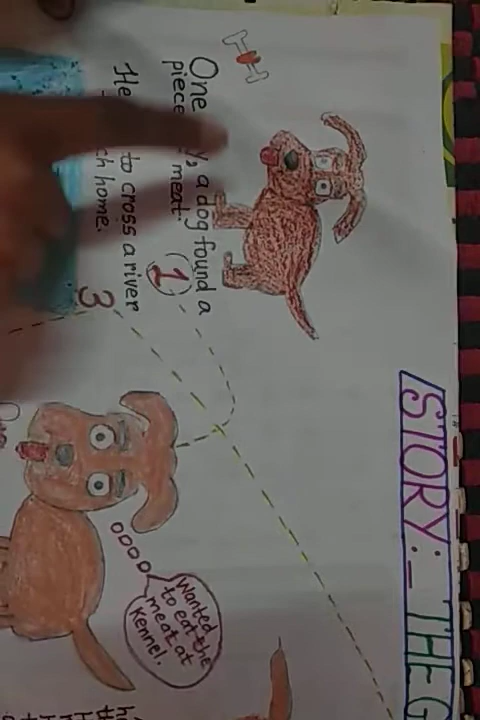 STORY:- THE G
One y, a dog found a
piece meat.
(1)
He to cross a river
ch home.
3
Wanted
to eat the
meat at
Kennel.